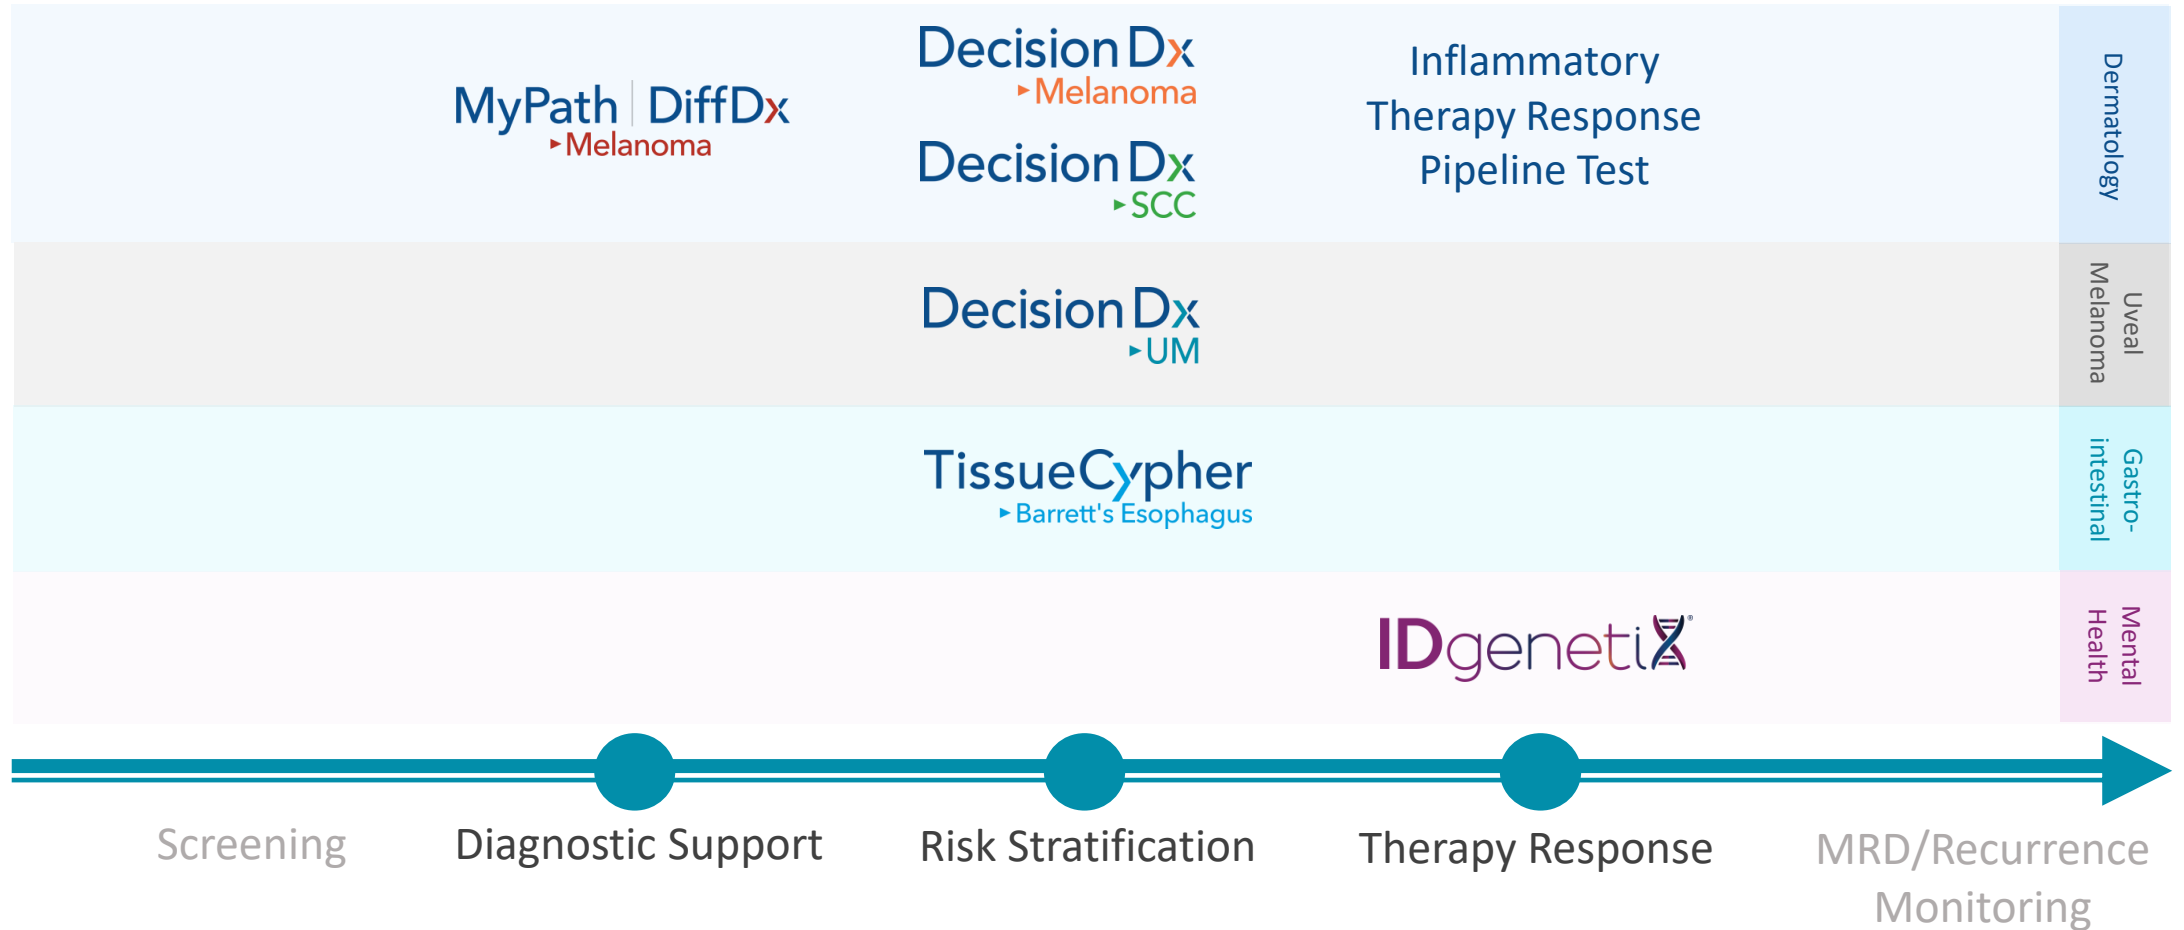 MyPath | DiffDx
▸Melanoma
DecisionDx
▸Melanoma
DecisionDx
▸SCC
Inflammatory
Therapy Response
Pipeline Test
Dermatology
DecisionDx
▸UM
Uveal
Melanoma
TissueCypher
▸Barrett's Esophagus
Gastro-
intestinal
IDgenetiX®
Mental
Health
Screening
Diagnostic Support
Risk Stratification
Therapy Response
MRD/Recurrence
Monitoring